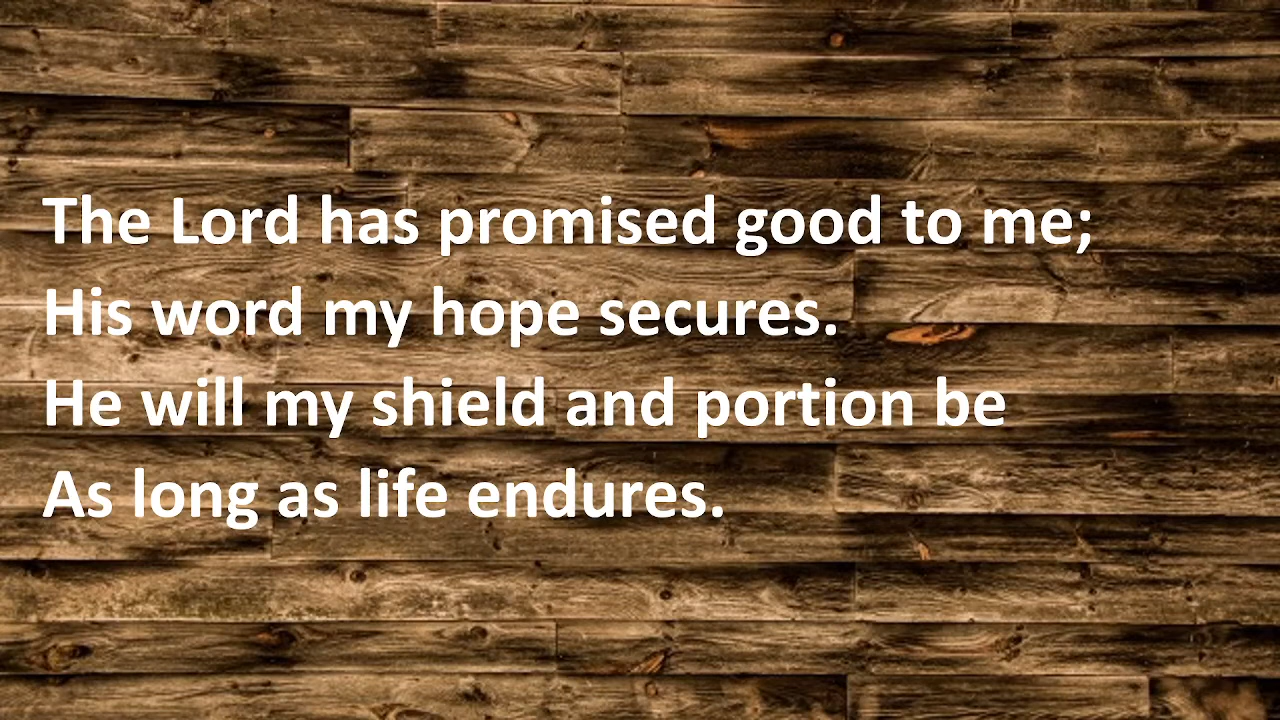 The Lord has promised good to me;
His word my hope secures.
He will my shield and portion be
As long as life endures.